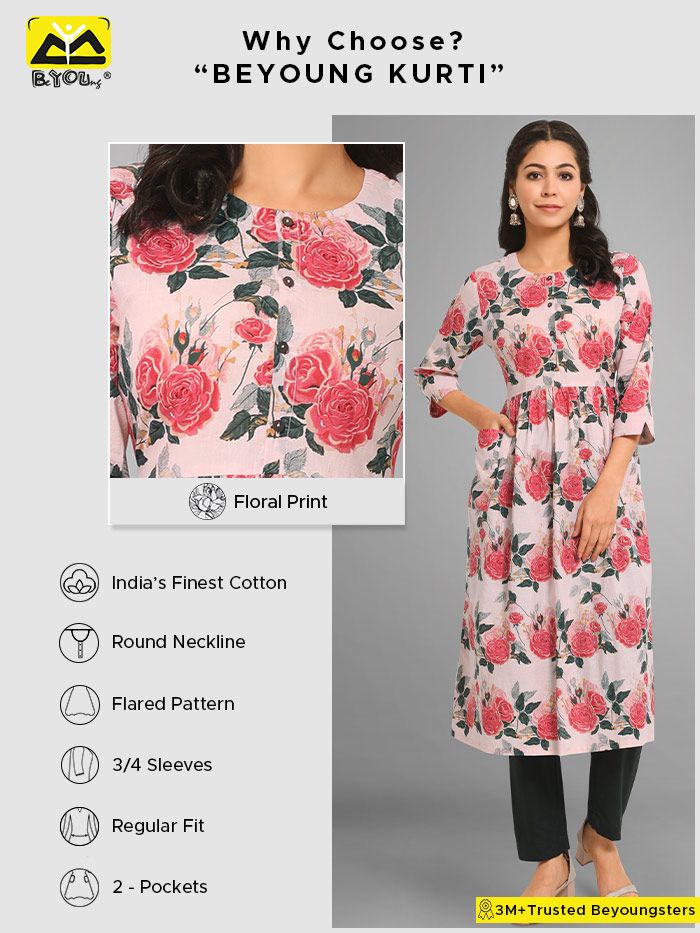 BeYOUng®
Why Choose?
“BEYOUNG KURTI”
Floral Print
India’s Finest Cotton
Round Neckline
Flared Pattern
3/4 Sleeves
Regular Fit
2 - Pockets
3M+Trusted Beyoungsters